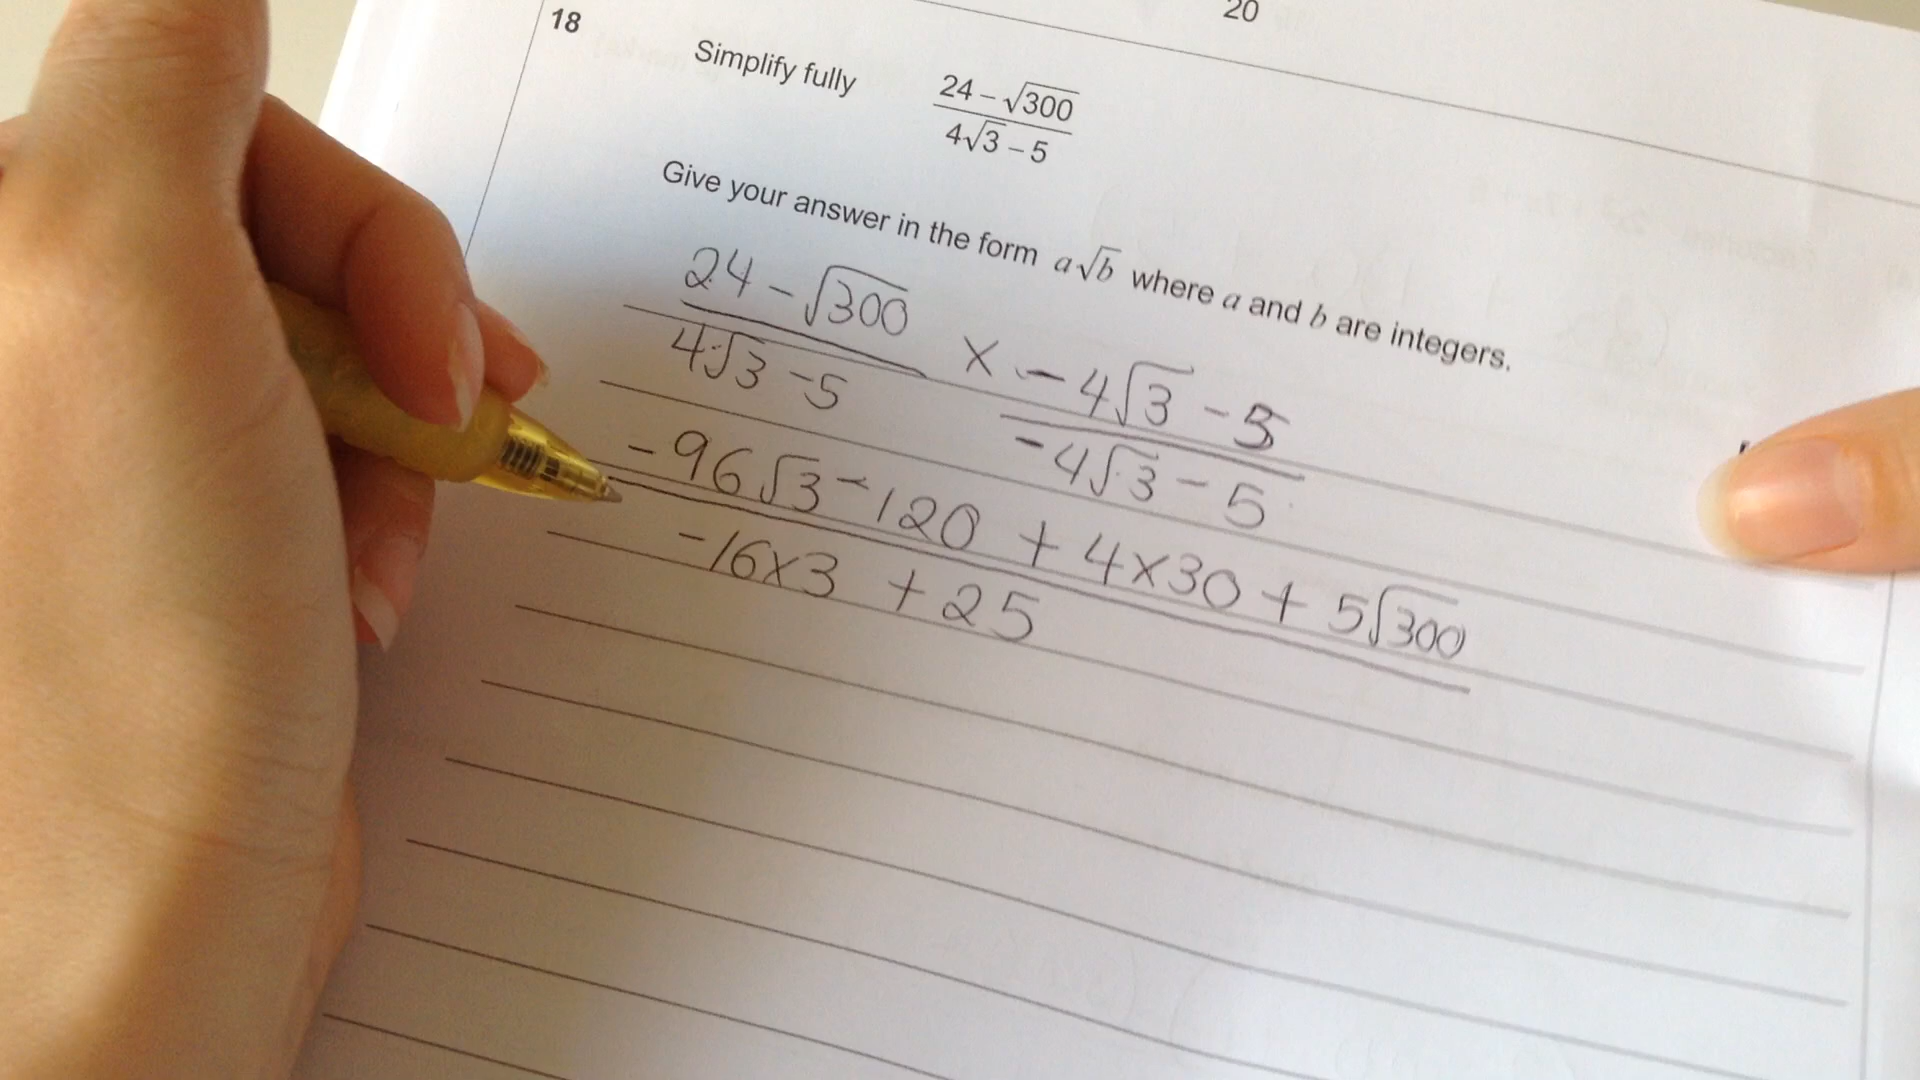 20
18
Simplify fully
24 – √300
4√3 – 5
Give your answer in the form a√b where a and b are integers.
24 – √300 × –4√3 – 5
4√3 – 5 –4√3 – 5
–96√3 – 120 + 4×30 + 5√300
–16×3 + 25